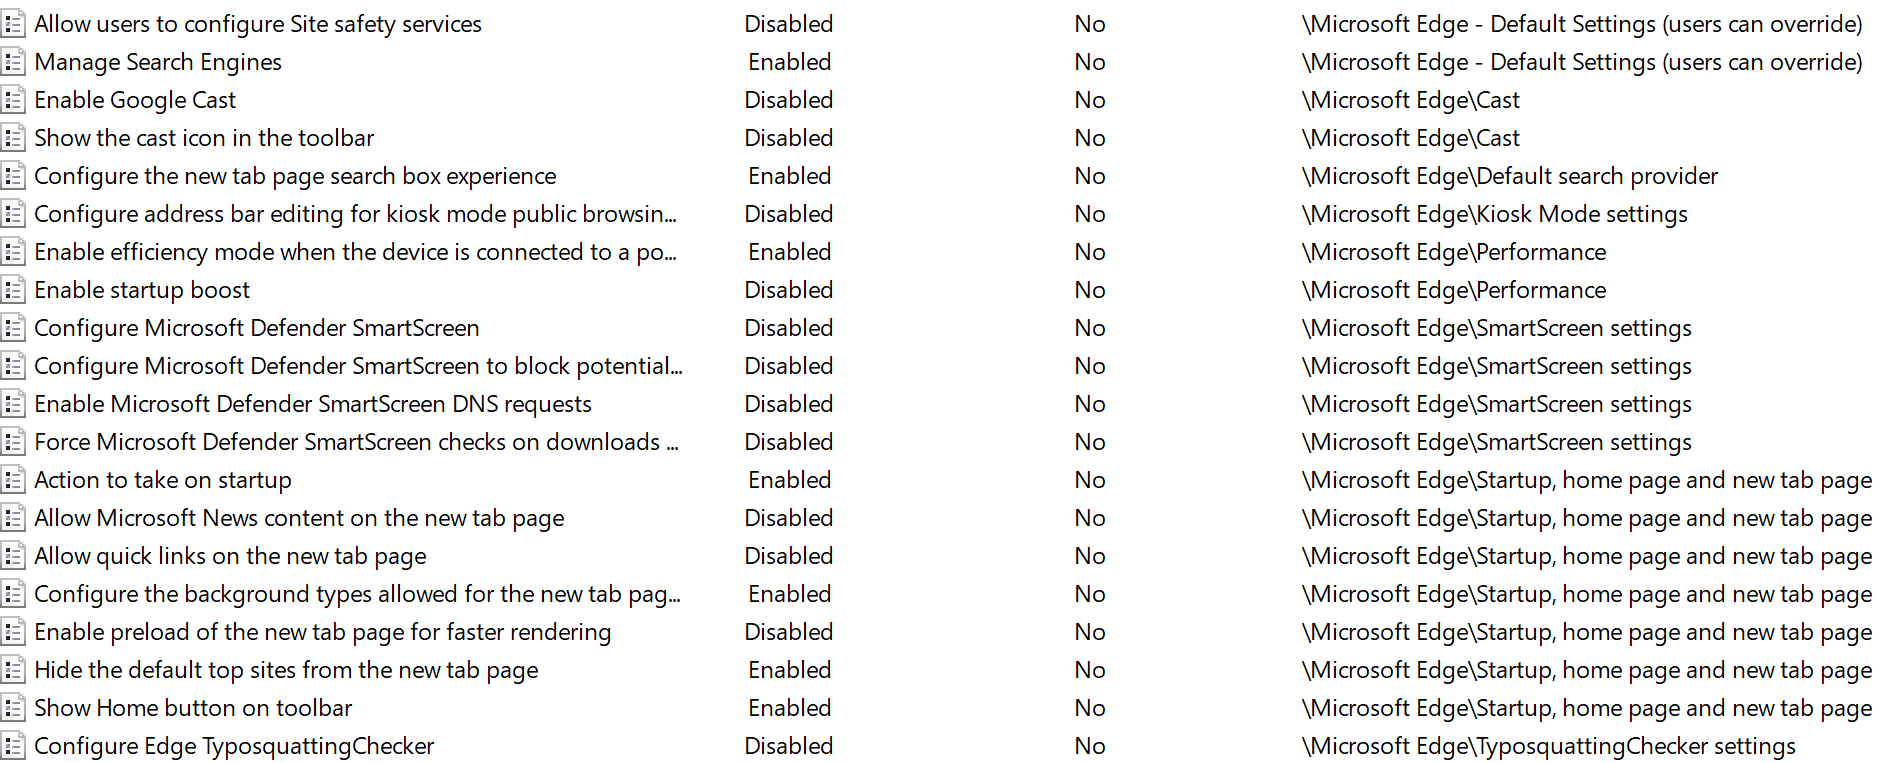 Allow users to configure Site safety services Disabled No \Microsoft Edge - Default Settings (users can override)
Manage Search Engines Enabled No \Microsoft Edge - Default Settings (users can override)
Enable Google Cast Disabled No \Microsoft Edge\Cast
Show the cast icon in the toolbar Disabled No \Microsoft Edge\Cast
Configure the new tab page search box experience Enabled No \Microsoft Edge\Default search provider
Configure address bar editing for kiosk mode public browsin... Disabled No \Microsoft Edge\Kiosk Mode settings
Enable efficiency mode when the device is connected to a po... Enabled No \Microsoft Edge\Performance
Enable startup boost Disabled No \Microsoft Edge\Performance
Configure Microsoft Defender SmartScreen Disabled No \Microsoft Edge\SmartScreen settings
Configure Microsoft Defender SmartScreen to block potential... Disabled No \Microsoft Edge\SmartScreen settings
Enable Microsoft Defender SmartScreen DNS requests Disabled No \Microsoft Edge\SmartScreen settings
Force Microsoft Defender SmartScreen checks on downloads ... Disabled No \Microsoft Edge\SmartScreen settings
Action to take on startup Enabled No \Microsoft Edge\Startup, home page and new tab page
Allow Microsoft News content on the new tab page Disabled No \Microsoft Edge\Startup, home page and new tab page
Allow quick links on the new tab page Disabled No \Microsoft Edge\Startup, home page and new tab page
Configure the background types allowed for the new tab pag... Enabled No \Microsoft Edge\Startup, home page and new tab page
Enable preload of the new tab page for faster rendering Disabled No \Microsoft Edge\Startup, home page and new tab page
Hide the default top sites from the new tab page Enabled No \Microsoft Edge\Startup, home page and new tab page
Show Home button on toolbar Enabled No \Microsoft Edge\Startup, home page and new tab page
Configure Edge TyposquattingChecker Disabled No \Microsoft Edge\TyposquattingChecker settings